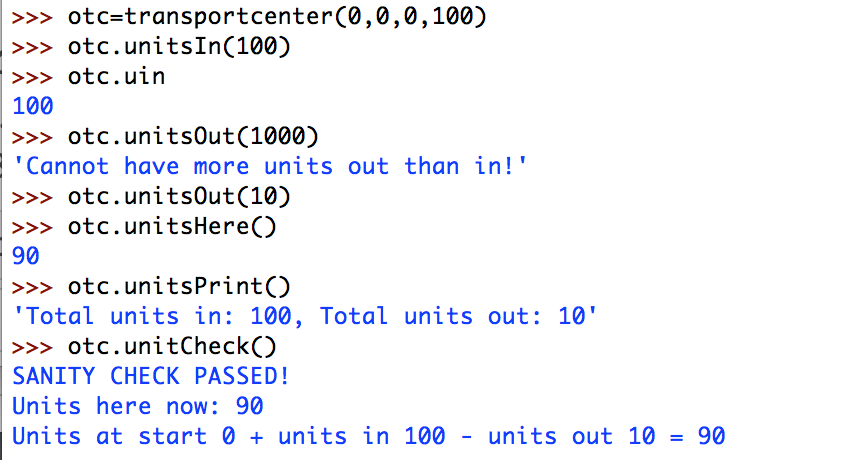 >>> otc=transportcenter(0,0,0,100)
>>> otc.unitsIn(100)
>>> otc.uin
100
>>> otc.unitsOut(1000)
'Cannot have more units out than in!'
>>> otc.unitsOut(10)
>>> otc.unitsHere()
90
>>> otc.unitsPrint()
'Total units in: 100, Total units out: 10'
>>> otc.unitCheck()
SANITY CHECK PASSED!
Units here now: 90
Units at start 0 + units in 100 - units out 10 = 90